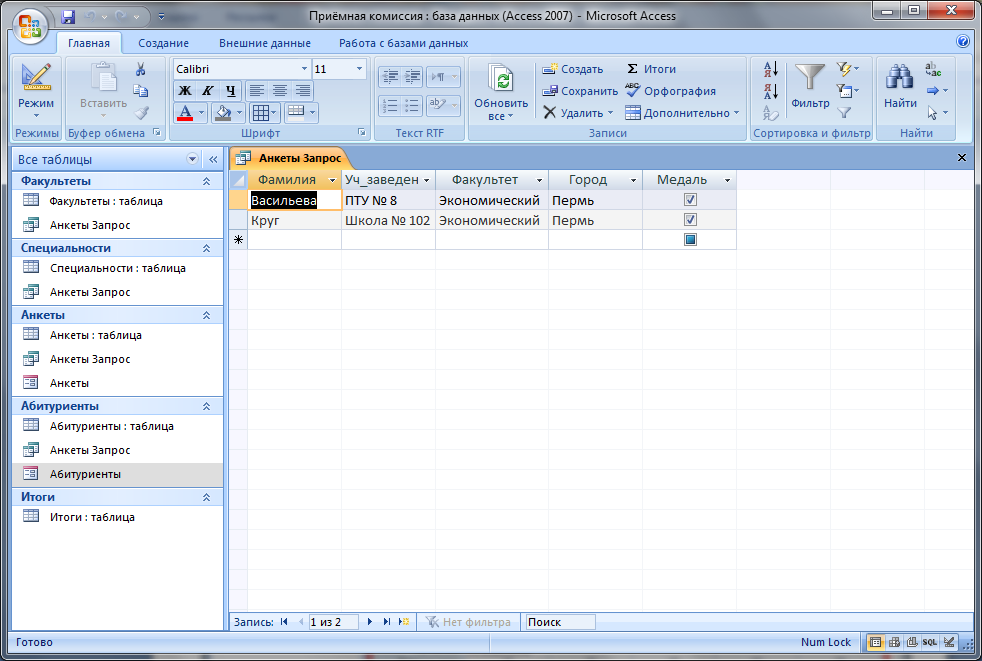 Приёмная комиссия : база данных (Access 2007) - Microsoft Access
Главная Создание Внешние данные Работа с базами данных
Calibri 11
Режим Вставить Ж К Ч Обновить все Создать Сохранить Удалить Итоги Орфография Дополнительно Фильтр Найти
Режимы Буфер обмена Шрифт Текст RTF Записи Сортировка и фильтр Найти
Все таблицы
Факультеты
Факультеты : таблица
Анкеты Запрос
Специальности
Специальности : таблица
Анкеты Запрос
Анкеты
Анкеты : таблица
Анкеты Запрос
Анкеты
Абитуриенты
Абитуриенты : таблица
Анкеты Запрос
Абитуриенты
Итоги
Итоги : таблица
Анкеты Запрос
Фамилия Уч_заведен Факультет Город Медаль
Васильева ПТУ № 8 Экономический Пермь
Круг Школа № 102 Экономический Пермь
Запись: 1 из 2 Нет фильтра Поиск
Готово Num Lock SQL